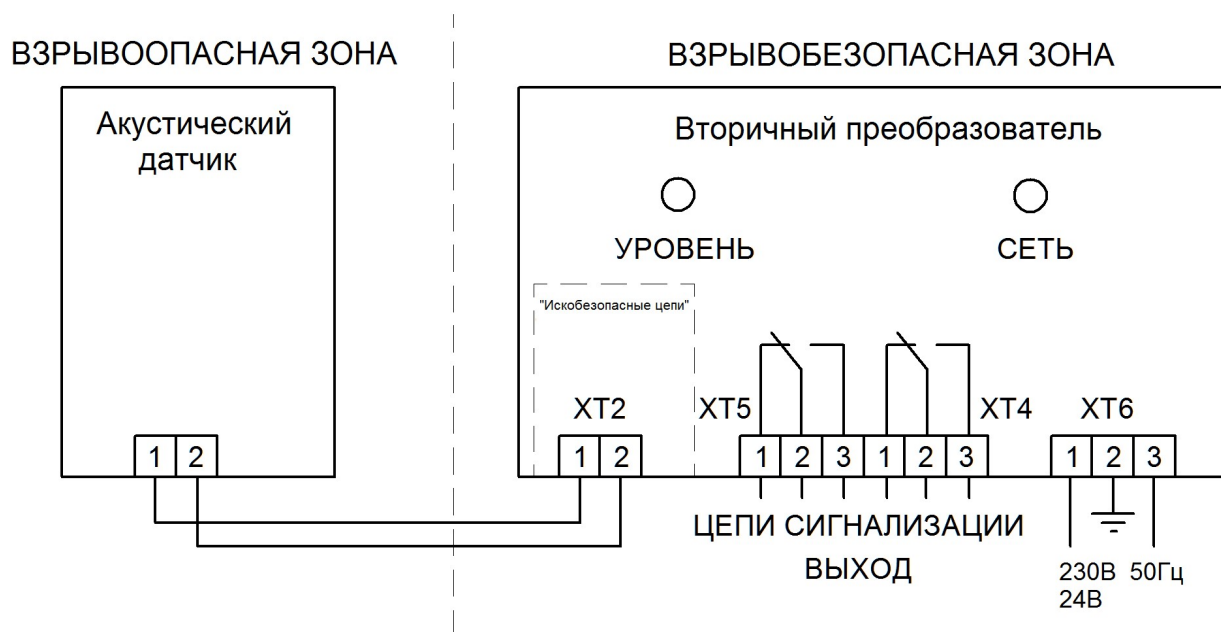 ВЗРЫВООПАСНАЯ ЗОНА
Акустический
датчик
1 2
ВЗРЫВОБЕЗОПАСНАЯ ЗОНА
Вторичный преобразователь
УРОВЕНЬ
СЕТЬ
"Искобезопасные цепи"
XT2
XT5
XT4
XT6
1 2
1 2 3 1 2 3
1 2 3
ЦЕПИ СИГНАЛИЗАЦИИ
ВЫХОД
230В 50Гц
24В